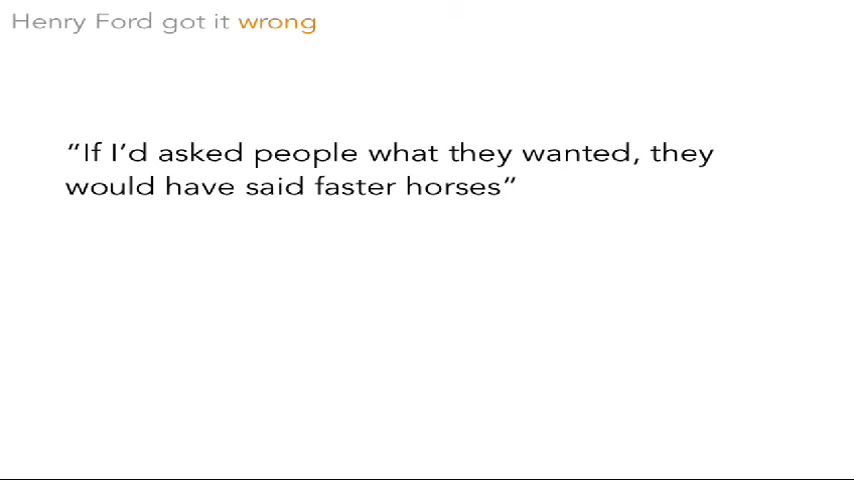 Henry Ford got it wrong
“If I’d asked people what they wanted, they
would have said faster horses”